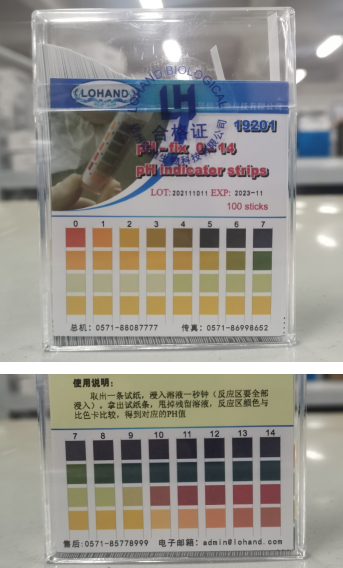 LOHAND
LOHAND BIOLOGICAL
合格证
19201
pH-fix 0-14
pH indicator strips
LOT:202111011 EXP: 2023-11
100 sticks
0 1 2 3 4 5 6 7
总机：0571-88087777 传真：0571-86998652
使用说明：
取出一条试纸，浸入溶液一秒钟（反应区要全部
浸入），拿出试纸条，甩掉残留溶液，反应区颜色与
比色卡比较，得到对应的PH值
7 8 9 10 11 12 13 14
售后：0571-85778999 电子邮箱：admin@lohand.com